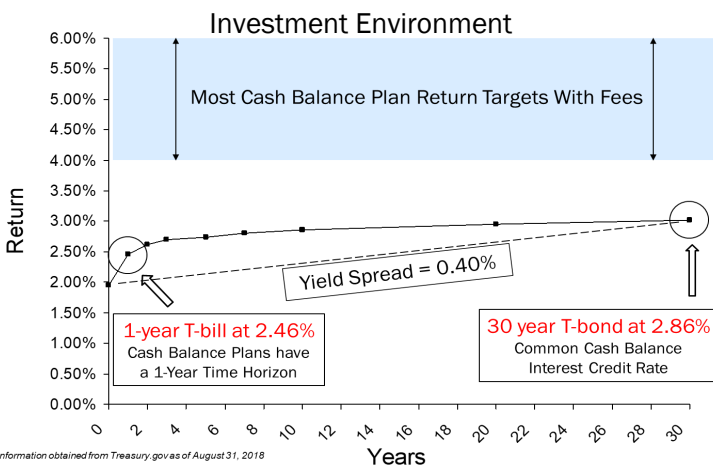 Investment Environment
6.00%
5.50%
5.00%
4.50%
4.00%
3.50%
3.00%
2.50%
2.00%
1.50%
1.00%
0.50%
0.00%
Return
Most Cash Balance Plan Return Targets With Fees
Yield Spread = 0.40%
1-year T-bill at 2.46%
Cash Balance Plans have
a 1-Year Time Horizon
30 year T-bond at 2.86%
Common Cash Balance
Interest Credit Rate
0 2 4 6 8 10 12 14 16 18 20 22 24 26 28 30
Years
nformation obtained from Treasury.gov as of August 31, 2018